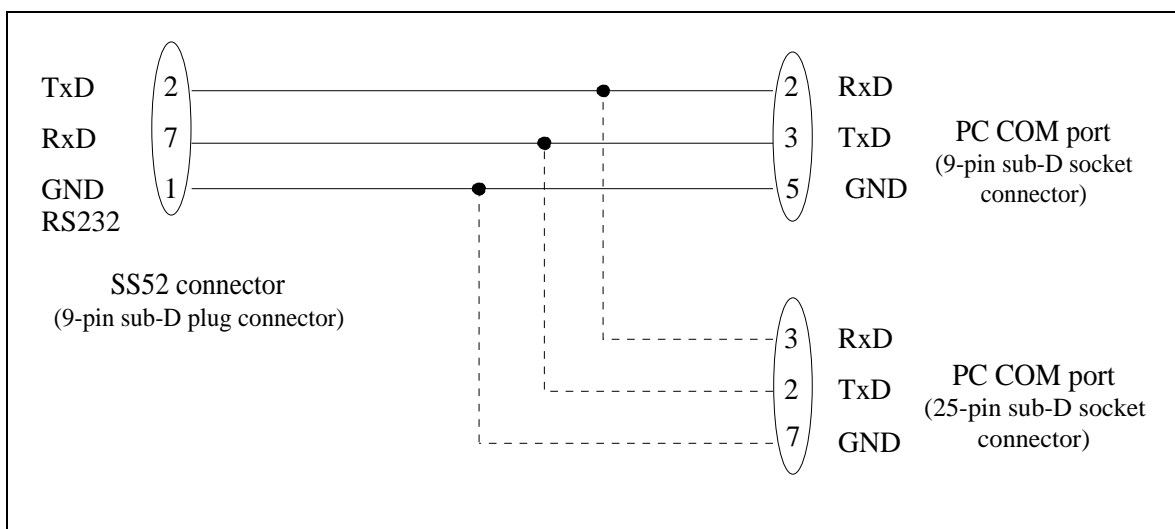 TxD 2 2 RxD
RxD 7 3 TxD
GND 1 5 GND
RS232
PC COM port
(9-pin sub-D socket
connector)
SS52 connector
(9-pin sub-D plug connector)
3 RxD
2 TxD
7 GND
PC COM port
(25-pin sub-D socket
connector)